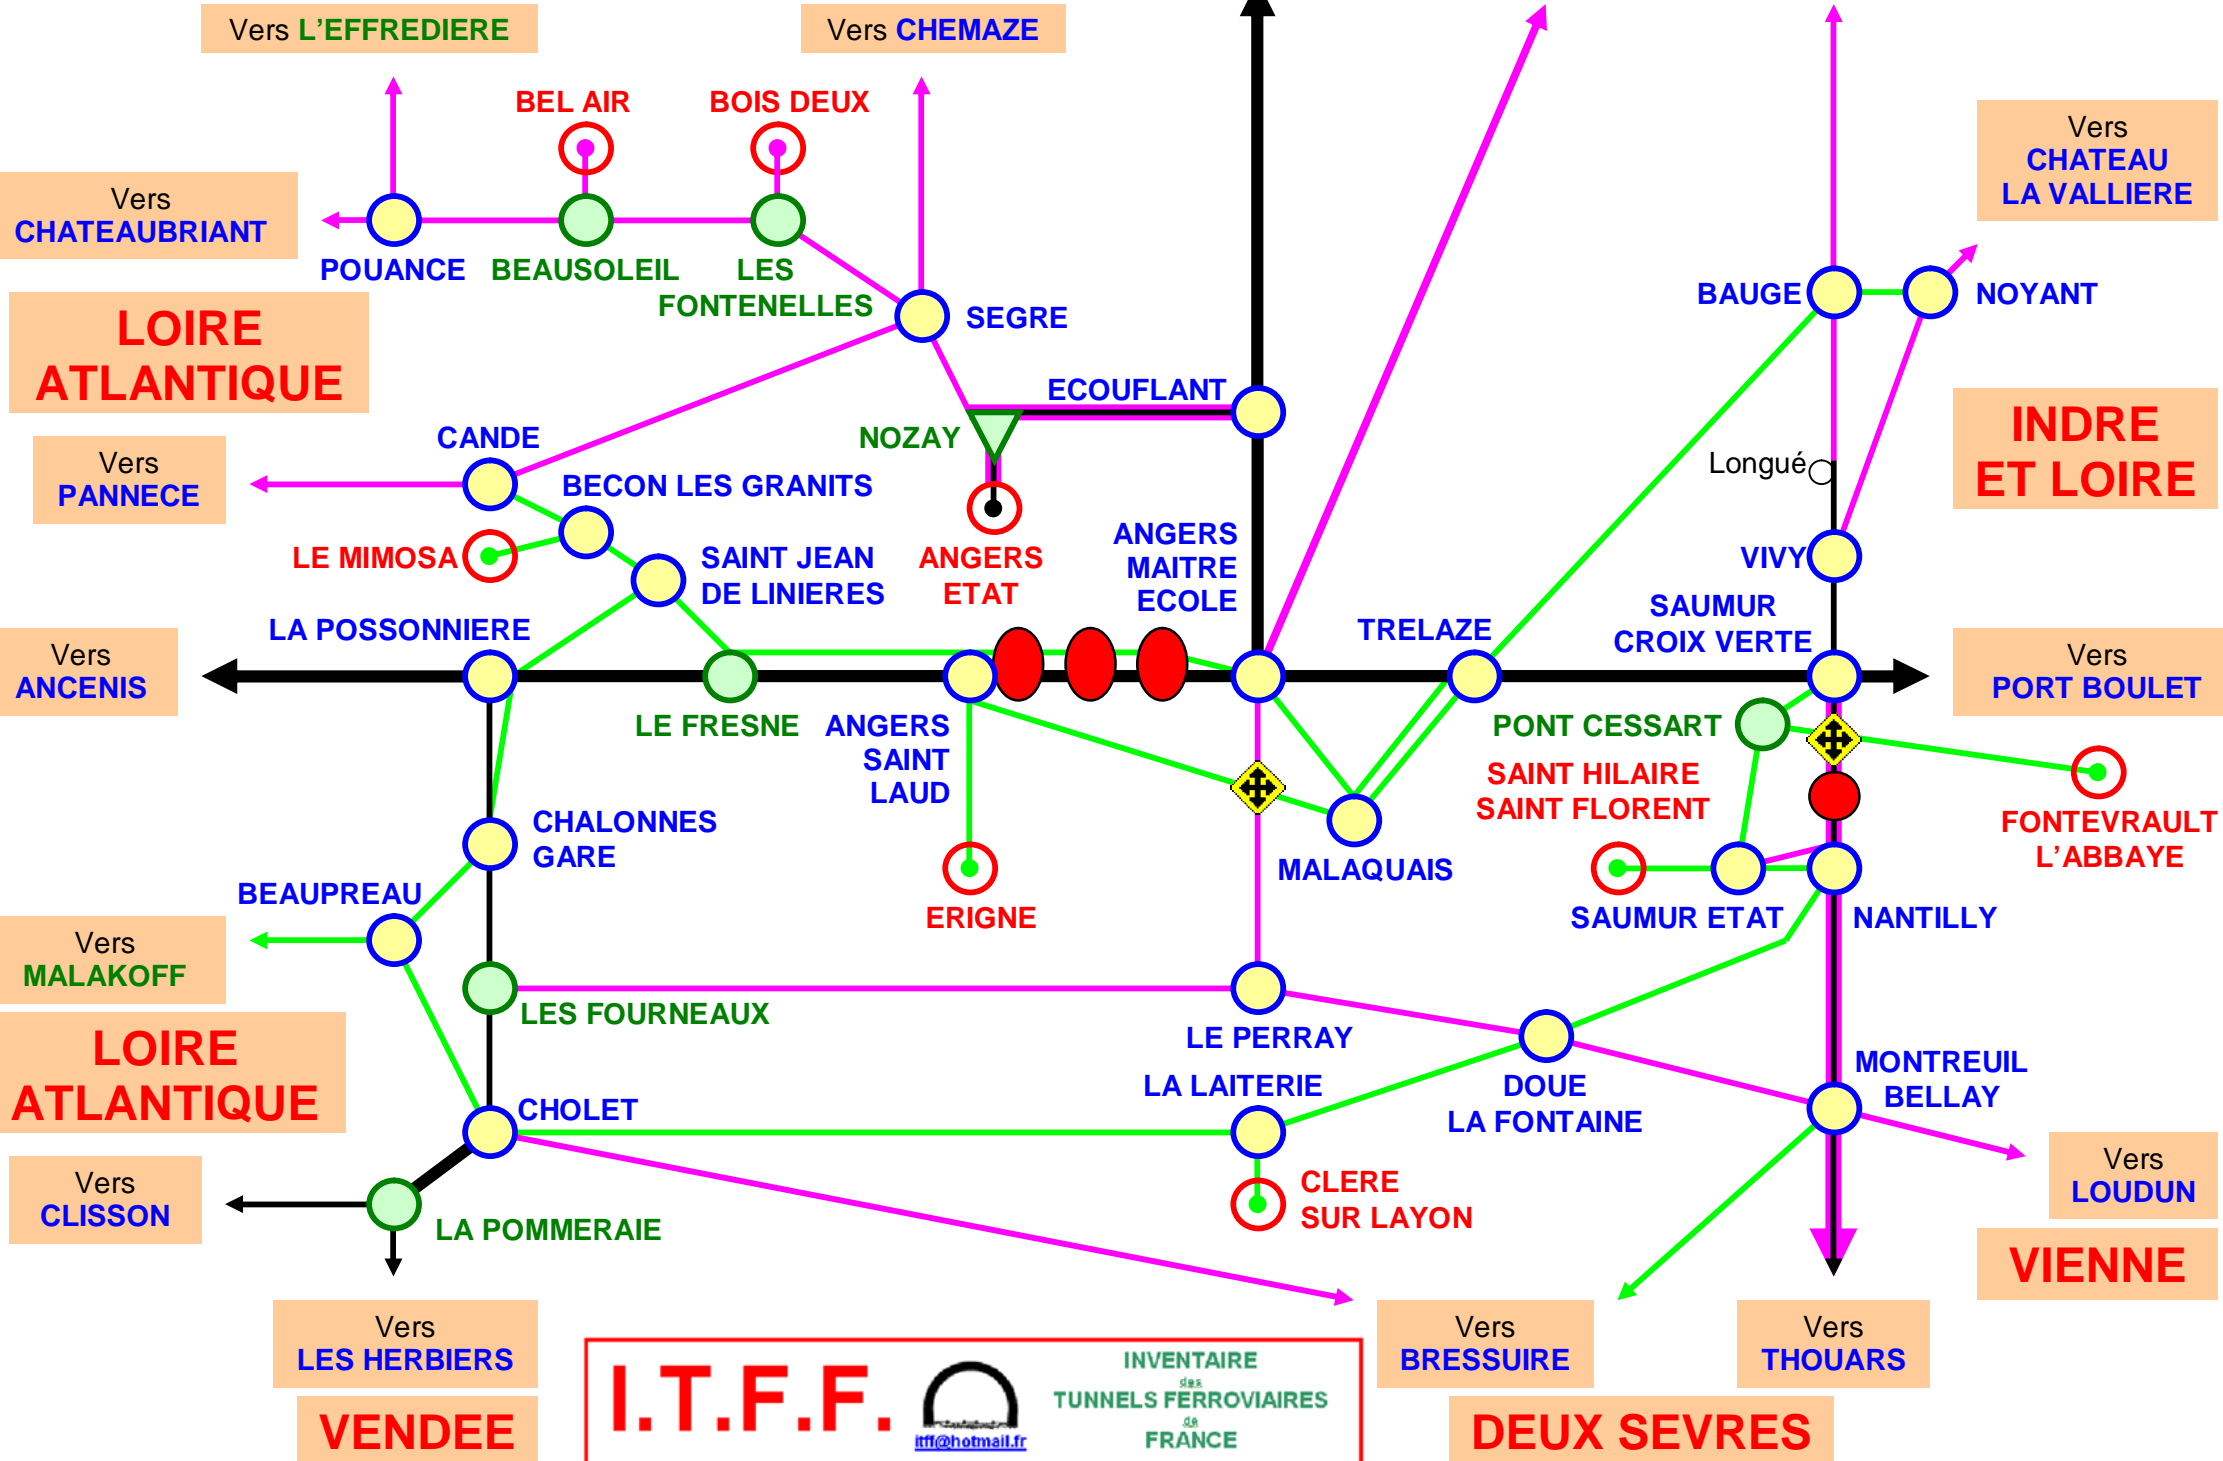 Vers L'EFFREDIERE
Vers CHEMAZE
BEL AIR
BOIS DEUX
Vers
CHATEAU
LA VALLIERE
Vers
CHATEAUBRIANT
POUANCE
BEAUSOLEIL
LES
FONTENELLES
SEGRE
BAUGE
NOYANT
LOIRE
ATLANTIQUE
ECOUFLANT
INDRE
ET LOIRE
CANDE
NOZAY
Vers
PANNECE
BECON LES GRANITS
Longué
LE MIMOSA
SAINT JEAN
DE LINIERES
ANGERS
ETAT
ANGERS
MAITRE
ECOLE
VIVY
LA POSSONNIERE
TRELAZE
SAUMUR
CROIX VERTE
Vers
ANCENIS
Vers
PORT BOULET
LE FRESNE
ANGERS
SAINT
LAUD
PONT CESSART
SAINT HILAIRE
SAINT FLORENT
CHALONNES
GARE
FONTEVRAULT
L'ABBAYE
MALAQUAIS
BEAUPREAU
ERIGNE
SAUMUR ETAT
NANTILLY
Vers
MALAKOFF
LES FOURNEAUX
LOIRE
ATLANTIQUE
LE PERRAY
LA LAITERIE
DOUE
LA FONTAINE
MONTREUIL
BELLAY
CHOLET
Vers
CLISSON
CLERE
SUR LAYON
Vers
LOUDUN
LA POMMERAIE
VIENNE
Vers
LES HERBIERS
VENDEE
I.T.F.F.
itff@hotmail.fr
INVENTAIRE
des
TUNNELS FERROVIAIRES
de
FRANCE
Vers
BRESSUIRE
Vers
THOUARS
DEUX SEVRES